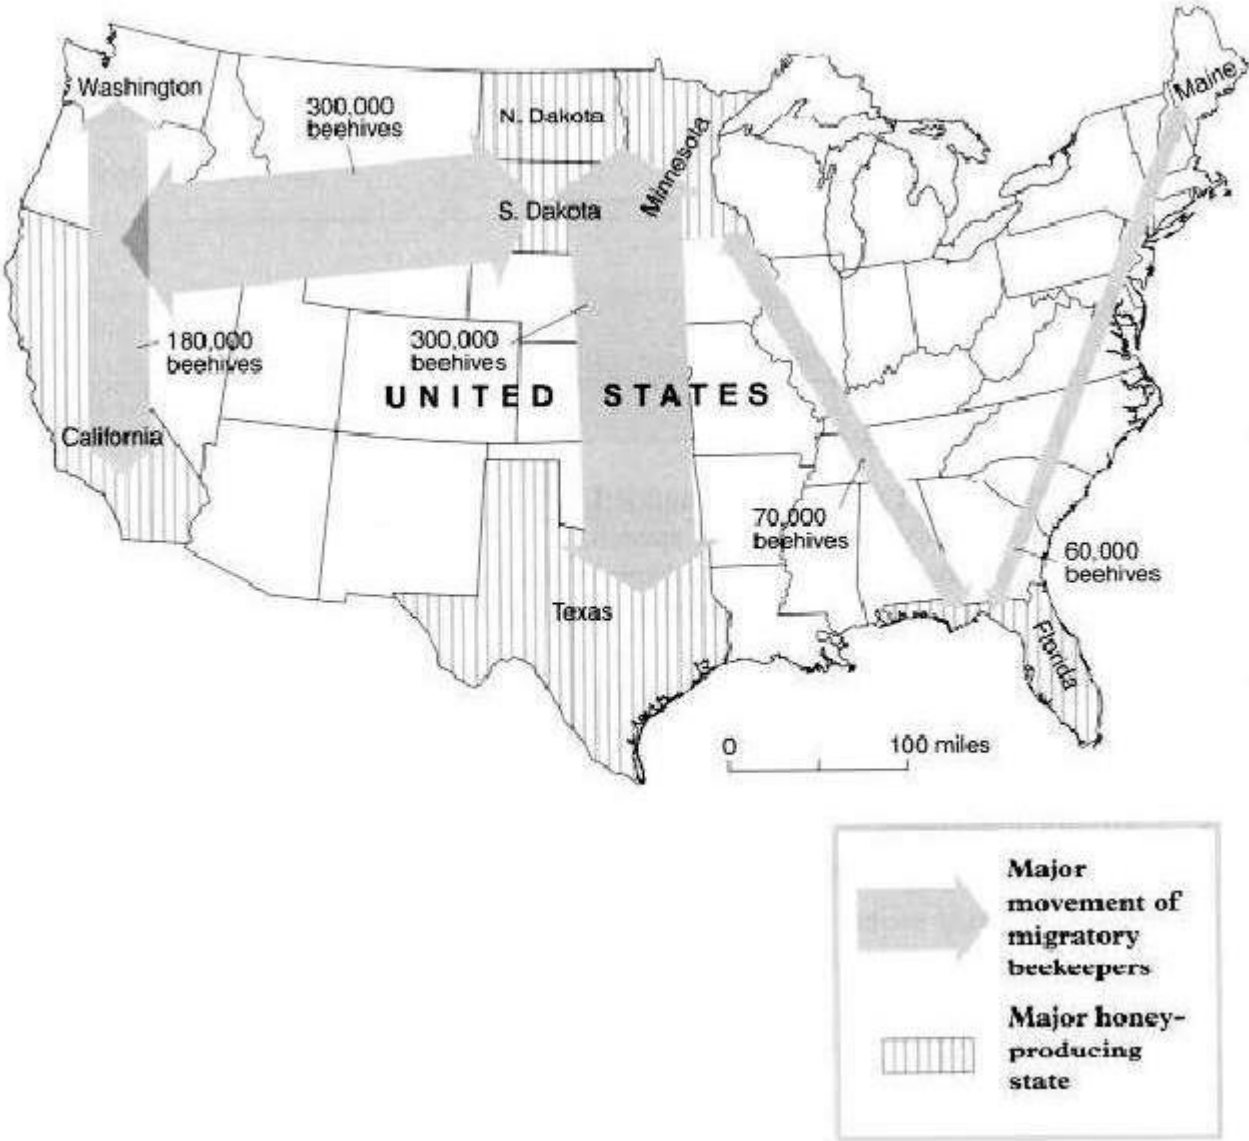 Washington
300,000
beehives
N. Dakota
Minnesota
Maine
S. Dakota
180,000
beehives
300,000
beehives
UNITED STATES
California
70,000
beehives
60,000
beehives
Texas
Florida
0 100 miles
Major
movement of
migratory
beekeepers
Major honey-
producing
state